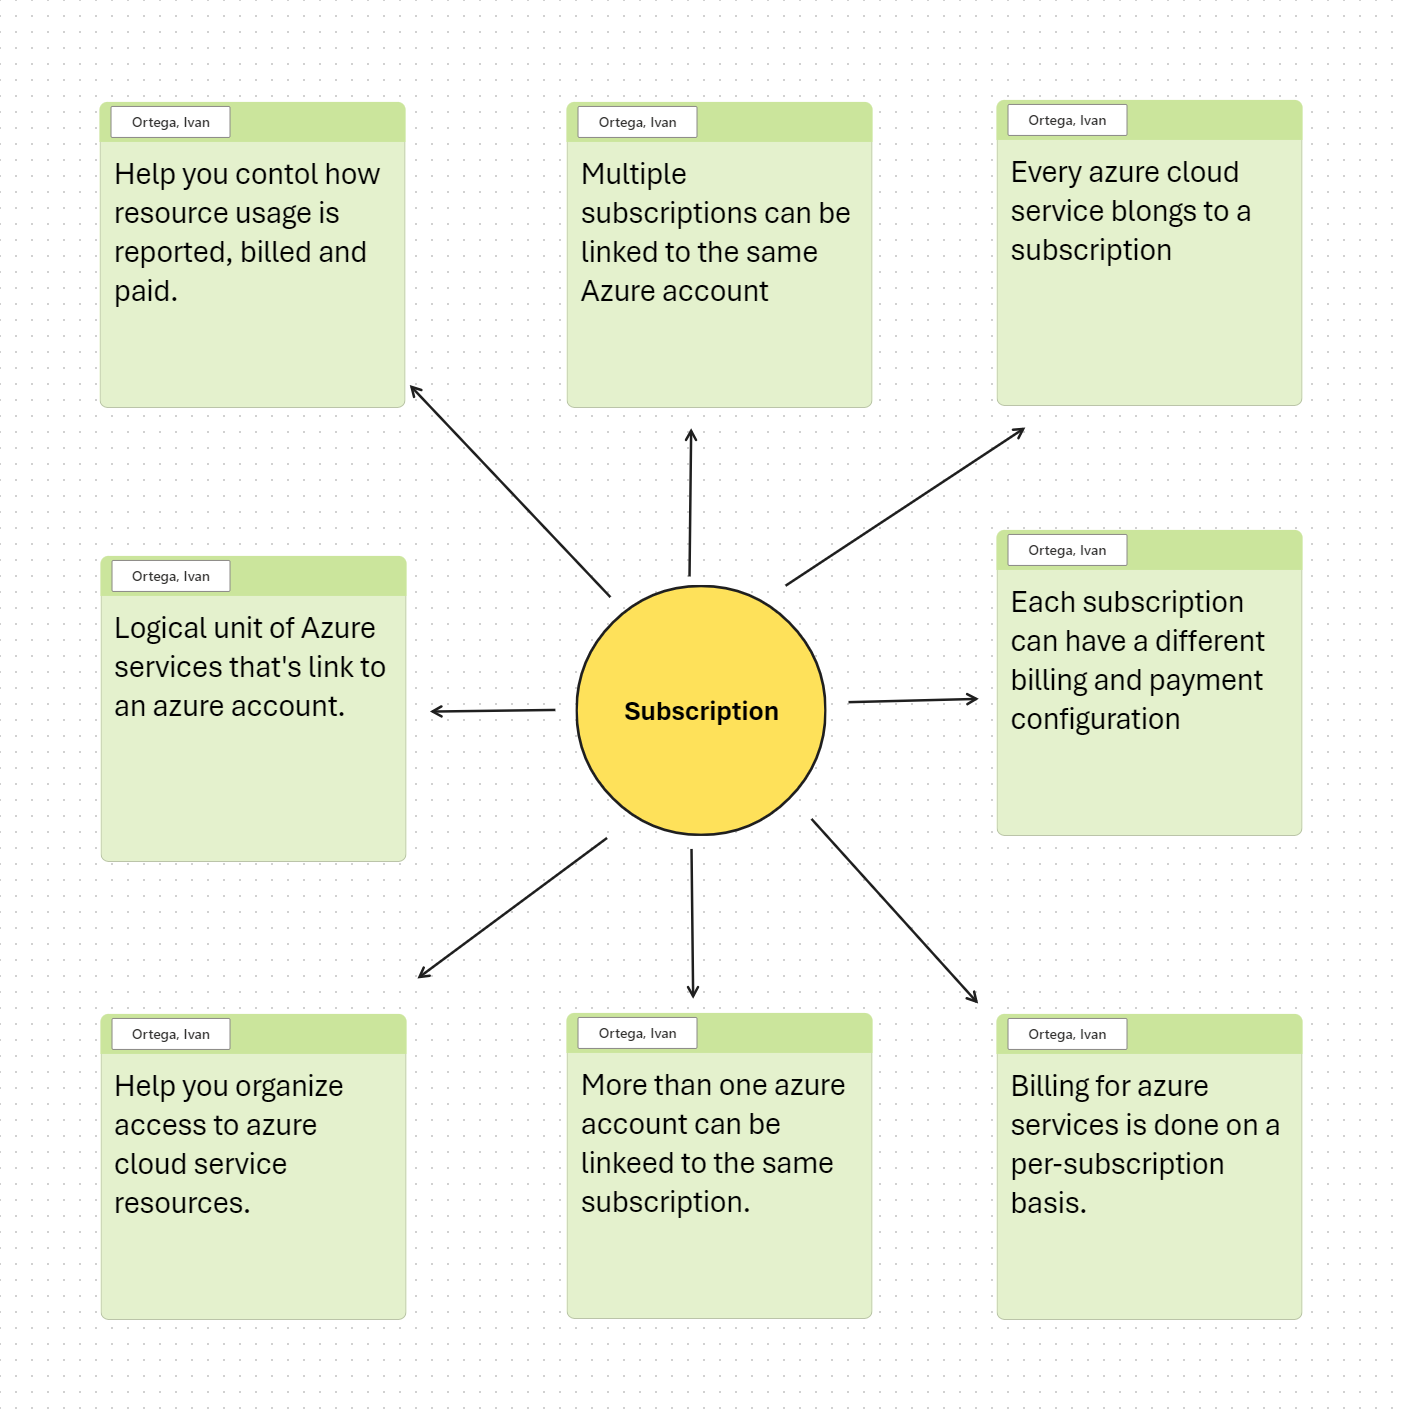 Ortega, Ivan
Help you contol how
resource usage is
reported, billed and
paid.
Ortega, Ivan
Multiple
subscriptions can be
linked to the same
Azure account
Ortega, Ivan
Every azure cloud
service blongs to a
subscription
Ortega, Ivan
Logical unit of Azure
services that's link to
an azure account.
Subscription
Ortega, Ivan
Each subscription
can have a different
billing and payment
configuration
Ortega, Ivan
Help you organize
access to azure
cloud service
resources.
Ortega, Ivan
More than one azure
account can be
linkeed to the same
subscription.
Ortega, Ivan
Billing for azure
services is done on a
per-subscription
basis.